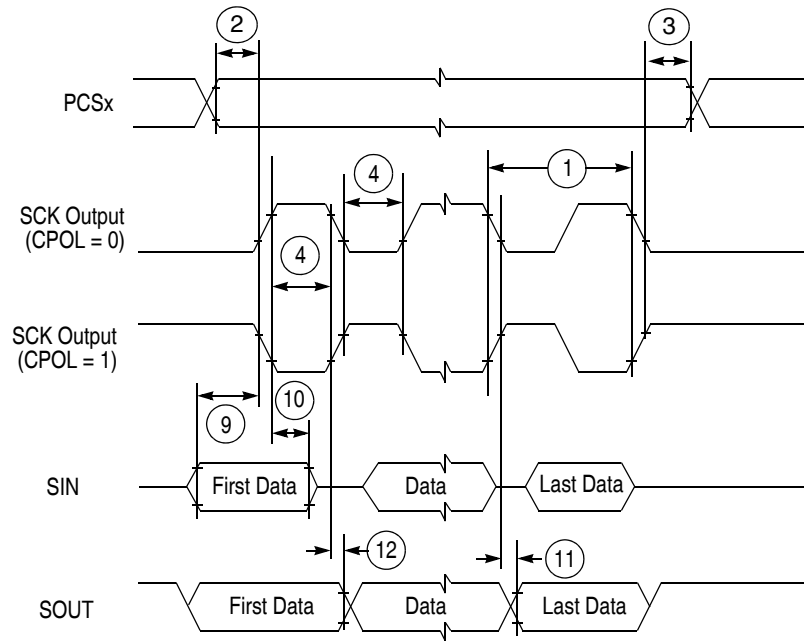 2
3
PCSx
4
1
SCK Output
(CPOL = 0)
4
SCK Output
(CPOL = 1)
9
10
SIN
First Data
Data
Last Data
12
11
SOUT
First Data
Data
Last Data